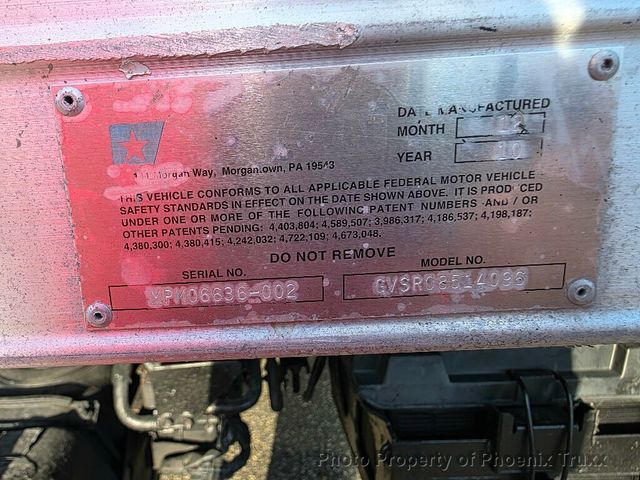 DATE MANUFACTURED
MONTH
YEAR 10
111 Morgan Way, Morgantown, PA 19543
THIS VEHICLE CONFORMS TO ALL APPLICABLE FEDERAL MOTOR VEHICLE
SAFETY STANDARDS IN EFFECT ON THE DATE SHOWN ABOVE. IT IS PRODUCED
UNDER ONE OR MORE OF THE FOLLOWING PATENT NUMBERS AND / OR
OTHER PATENTS PENDING: 4,403,804; 4,589,507; 3,986,317; 4,186,537; 4,198,187;
4,380,300; 4,380,415; 4,242,032; 4,722,109; 4,673,048.
DO NOT REMOVE
SERIAL NO. MODEL NO.
MPM06636-002 GVSR08514096
Photo Property of Phoenix Truxx